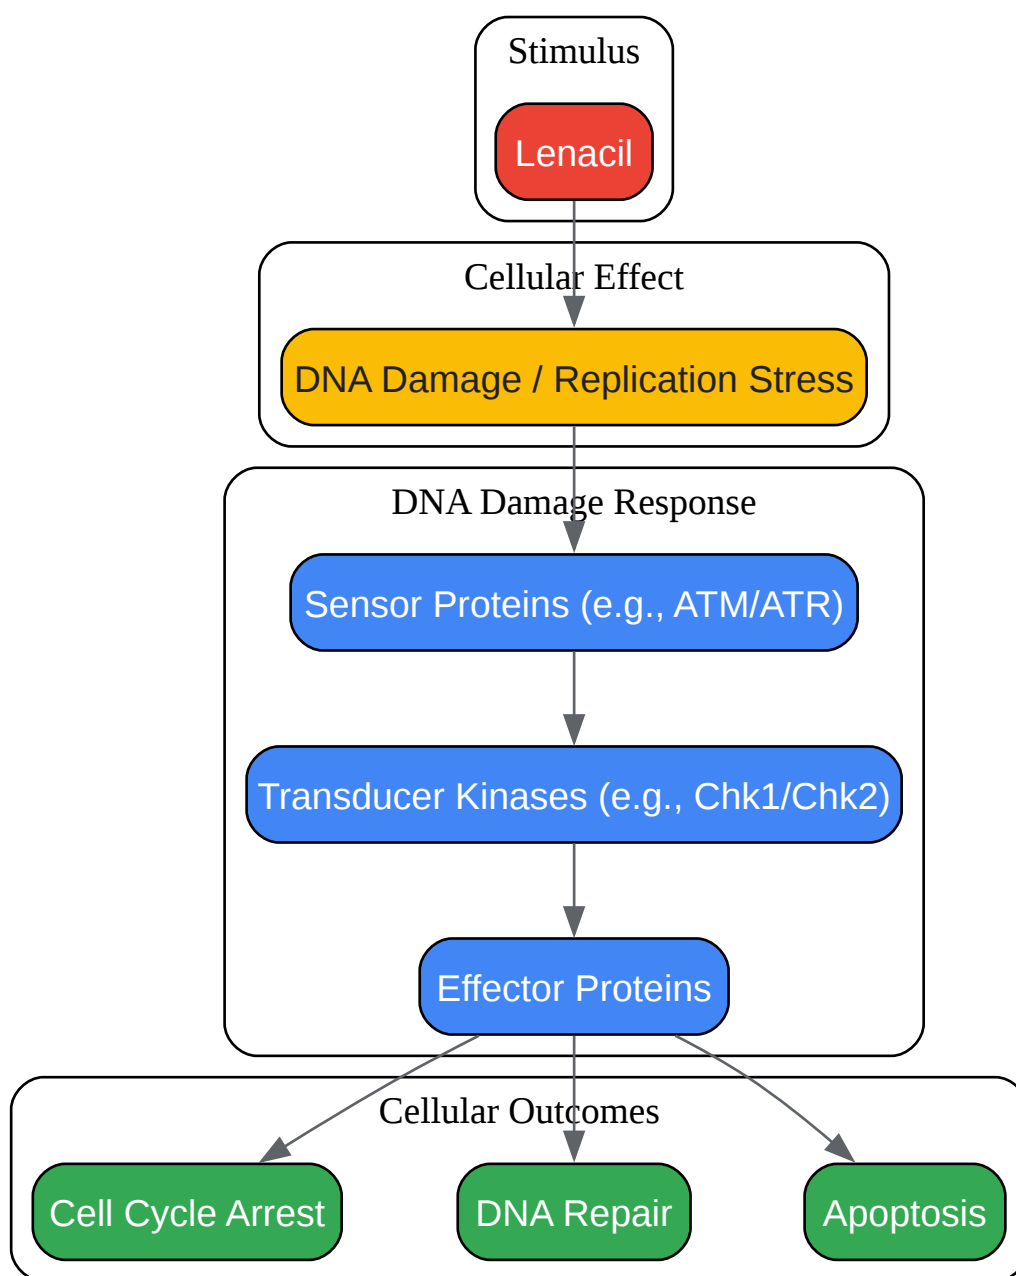 Stimulus
Lenacil
Cellular Effect
DNA Damage / Replication Stress
DNA Damage Response
Sensor Proteins (e.g., ATM/ATR)
Transducer Kinases (e.g., Chk1/Chk2)
Effector Proteins
Cellular Outcomes
Cell Cycle Arrest
DNA Repair
Apoptosis